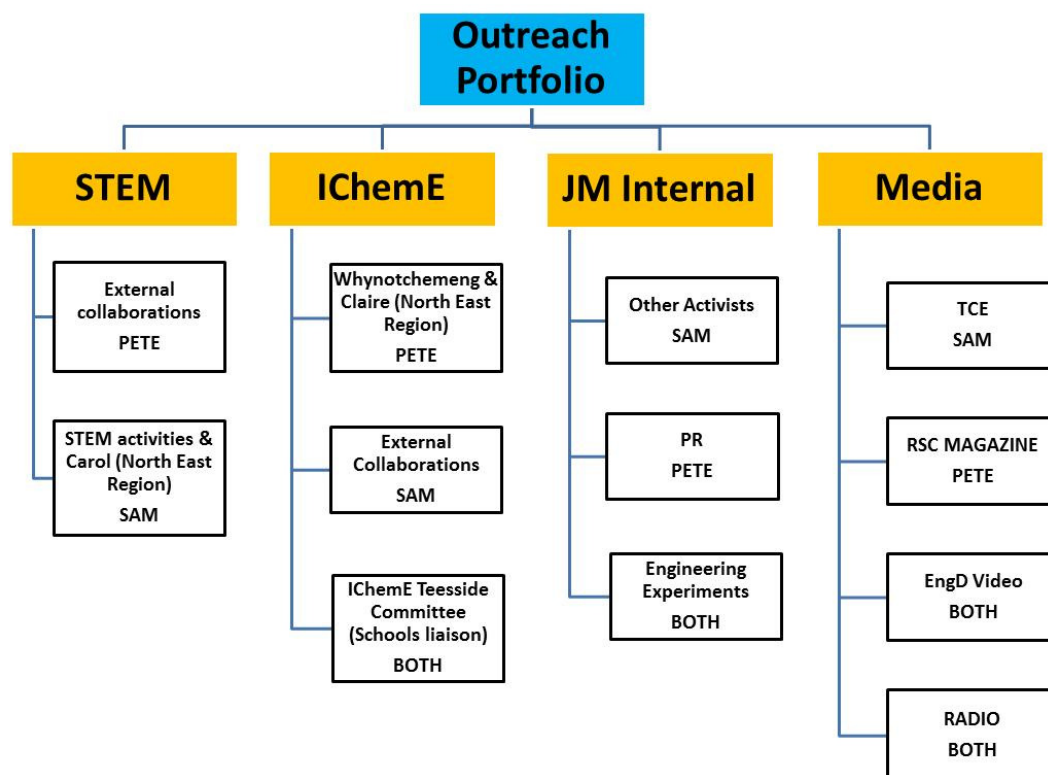 Outreach
Portfolio
STEM
IChemE
JM Internal
Media
External
collaborations
PETE
STEM activities &
Carol (North East
Region)
SAM
Whynotchemeng &
Claire (North East
Region)
PETE
External
Collaborations
SAM
IChemE Teesside
Committee
(Schools liaison)
BOTH
Other Activists
SAM
PR
PETE
Engineering
Experiments
BOTH
TCE
SAM
RSC MAGAZINE
PETE
EngD Video
BOTH
RADIO
BOTH